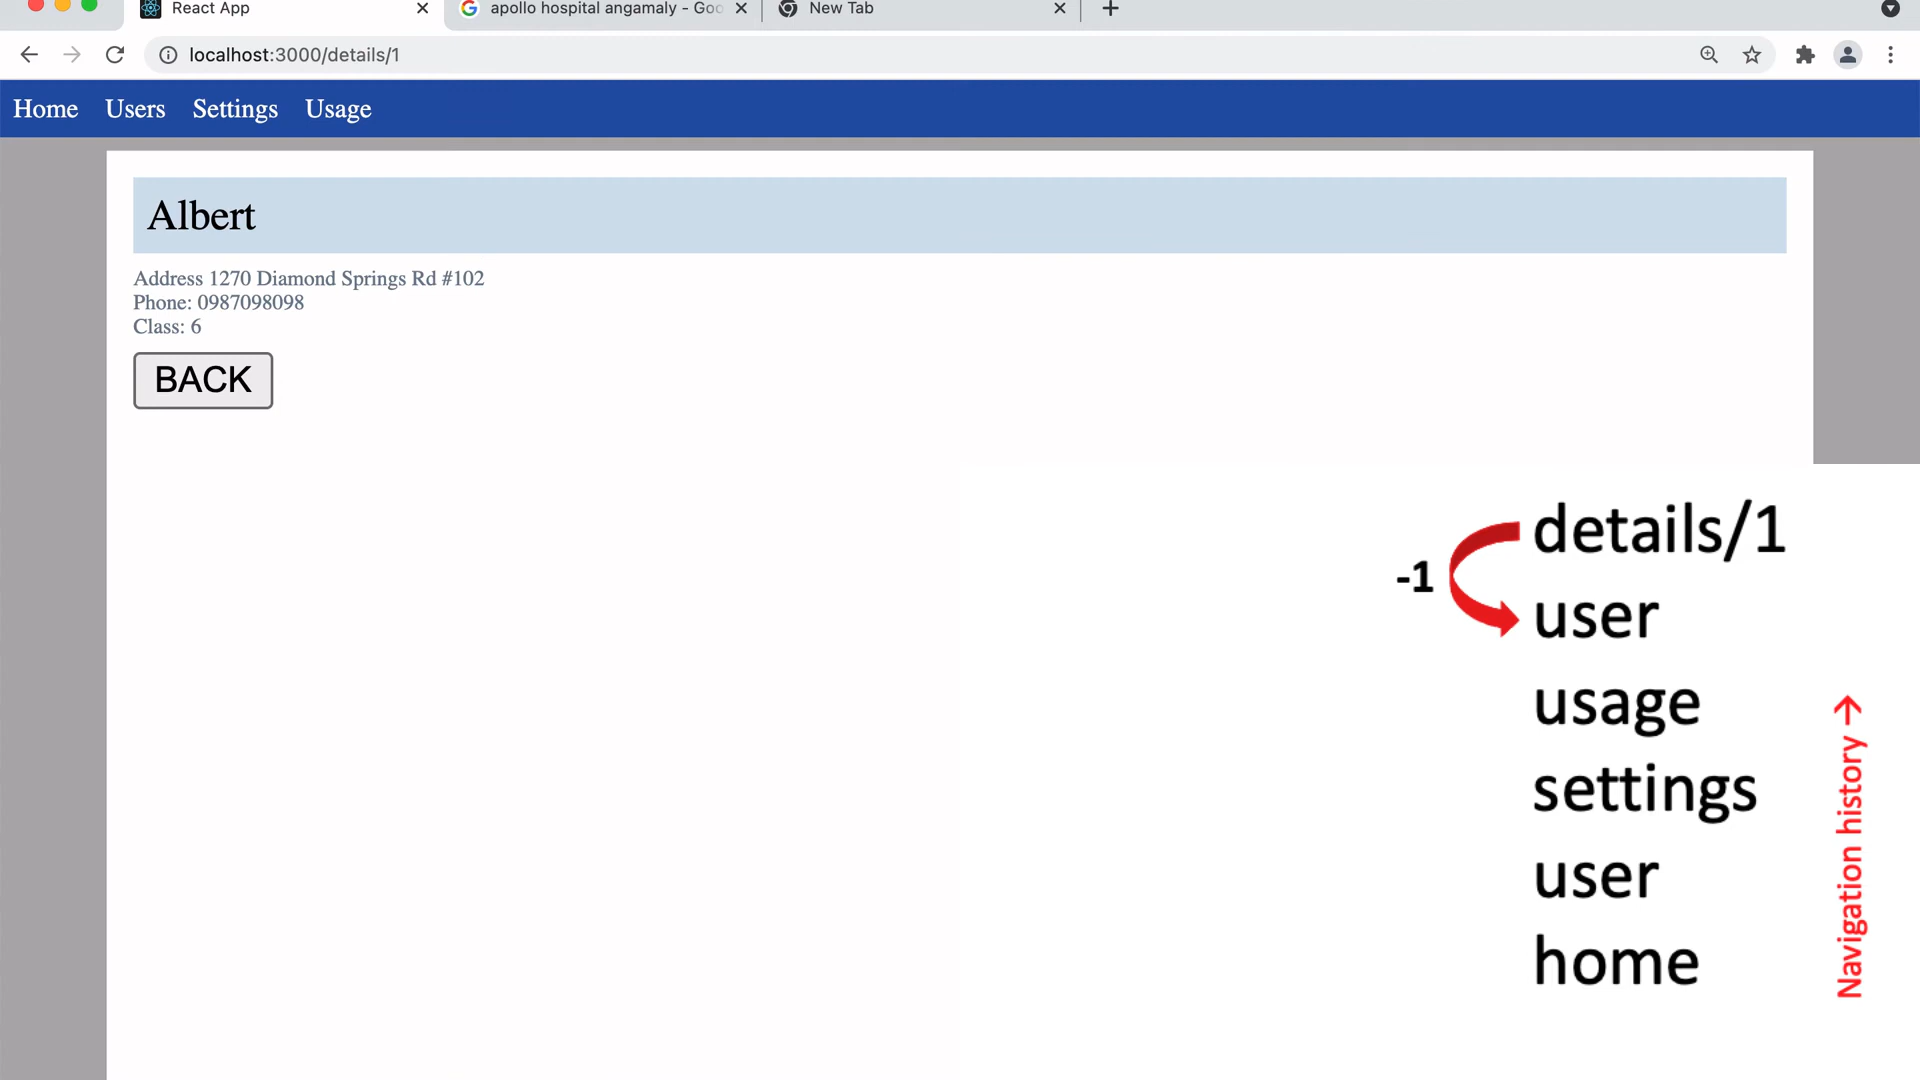 React App
apollo hospital angamaly - Goo
New Tab
localhost:3000/details/1
Home Users Settings Usage
Albert
Address 1270 Diamond Springs Rd #102
Phone: 0987098098
Class: 6
BACK
details/1
-1
user
usage
settings
user
home
Navigation history →